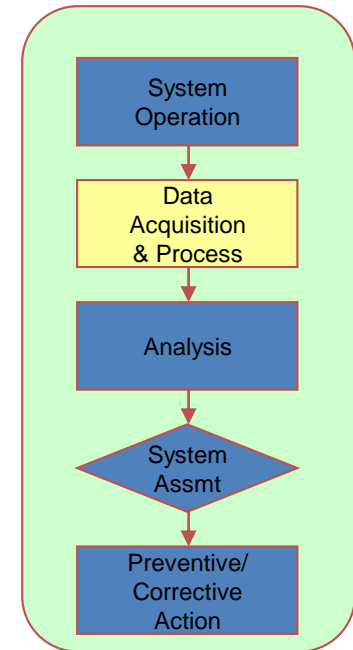 System
Operation
Data
Acquisition
& Process
Analysis
System
Assmt
Preventive/
Corrective
Action